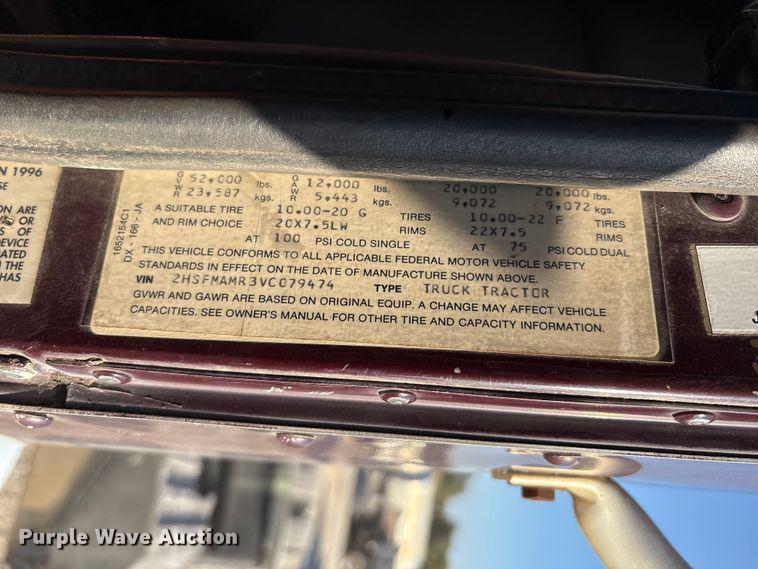 N 1996
SE
ON ARE
VS OR
DEVICE
ATED
THE
HAS
1652154C1
DX - 166 - JA
GVWR 52,000 lbs. GAWR 12,000 lbs. 20,000 20,000 lbs.
23,587 kgs. 5,443 kgs. 9,072 9,072 kgs.
A SUITABLE TIRE 10.00-20 G TIRES 10.00-22 F TIRES
AND RIM CHOICE 20X7.5LW RIMS 22X7.5 RIMS
AT 100 PSI COLD SINGLE AT 75 PSI COLD DUAL
THIS VEHICLE CONFORMS TO ALL APPLICABLE FEDERAL MOTOR VEHICLE SAFETY
STANDARDS IN EFFECT ON THE DATE OF MANUFACTURE SHOWN ABOVE.
VIN 2HSFMAMR3VC079474 TYPE TRUCK TRACTOR
GVWR AND GAWR ARE BASED ON ORIGINAL EQUIP. A CHANGE MAY AFFECT VEHICLE
CAPACITIES. SEE OWNER'S MANUAL FOR OTHER TIRE AND CAPACITY INFORMATION.
J
Purple Wave Auction